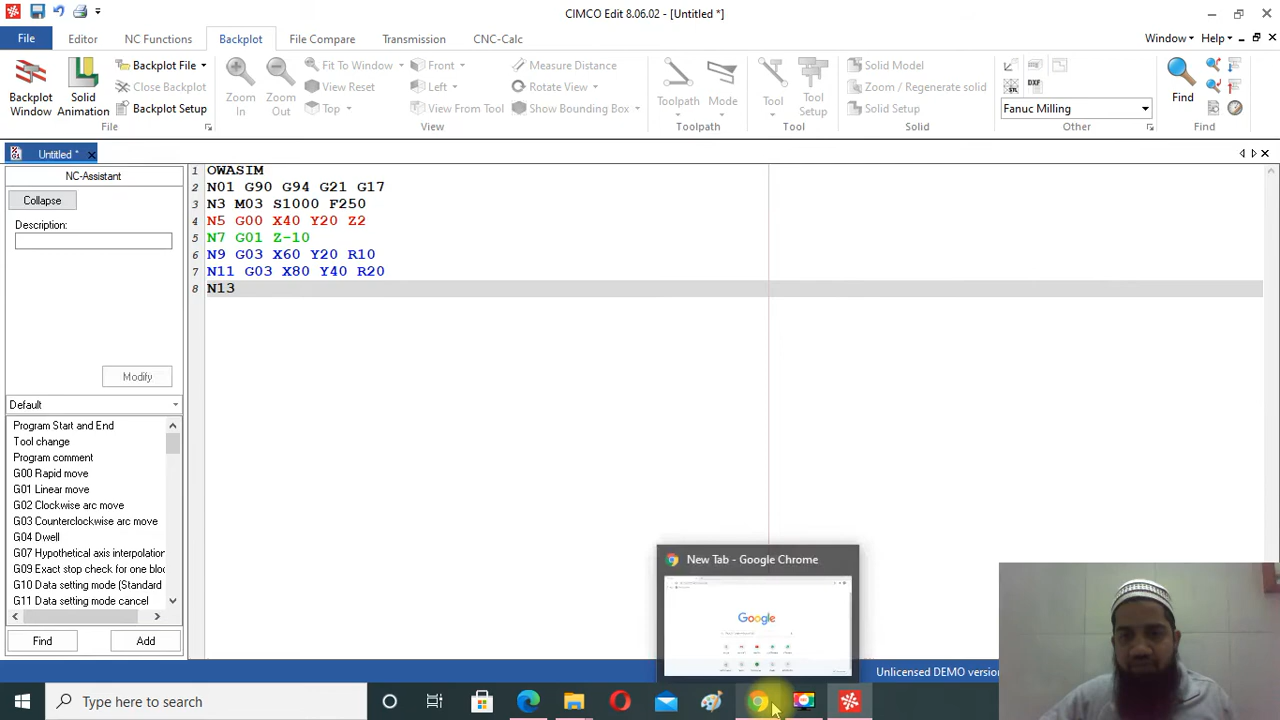 CIMCO Edit 8.06.02 - [Untitled *]
File Editor NC Functions Backplot File Compare Transmission CNC-Calc Window Help
Backplot Window
Solid Animation
Backplot File
Close Backplot
Backplot Setup
File
Zoom In
Zoom Out
Fit To Window
View Reset
Top
Front
Left
View From Tool
Measure Distance
Rotate View
Show Bounding Box
View
Toolpath
Mode
Toolpath
Tool
Tool Setup
Tool
Solid Model
Zoom / Regenerate solid
Solid Setup
Solid
DXF
Fanuc Milling
Other
Find
Find
Untitled *
NC-Assistant
Collapse
Description:
Modify
Default
Program Start and End
Tool change
Program comment
G00 Rapid move
G01 Linear move
G02 Clockwise arc move
G03 Counterclockwise arc move
G04 Dwell
G07 Hypothetical axis interpolation
G09 Exact stop check for one bloc
G10 Data setting mode (Standard
G11 Data setting mode cancel
Find Add
1 OWASIM
2 N01 G90 G94 G21 G17
3 N3 M03 S1000 F250
4 N5 G00 X40 Y20 Z2
5 N7 G01 Z-10
6 N9 G03 X60 Y20 R10
7 N11 G03 X80 Y40 R20
8 N13
New Tab - Google Chrome
Google
Unlicensed DEMO version
Type here to search